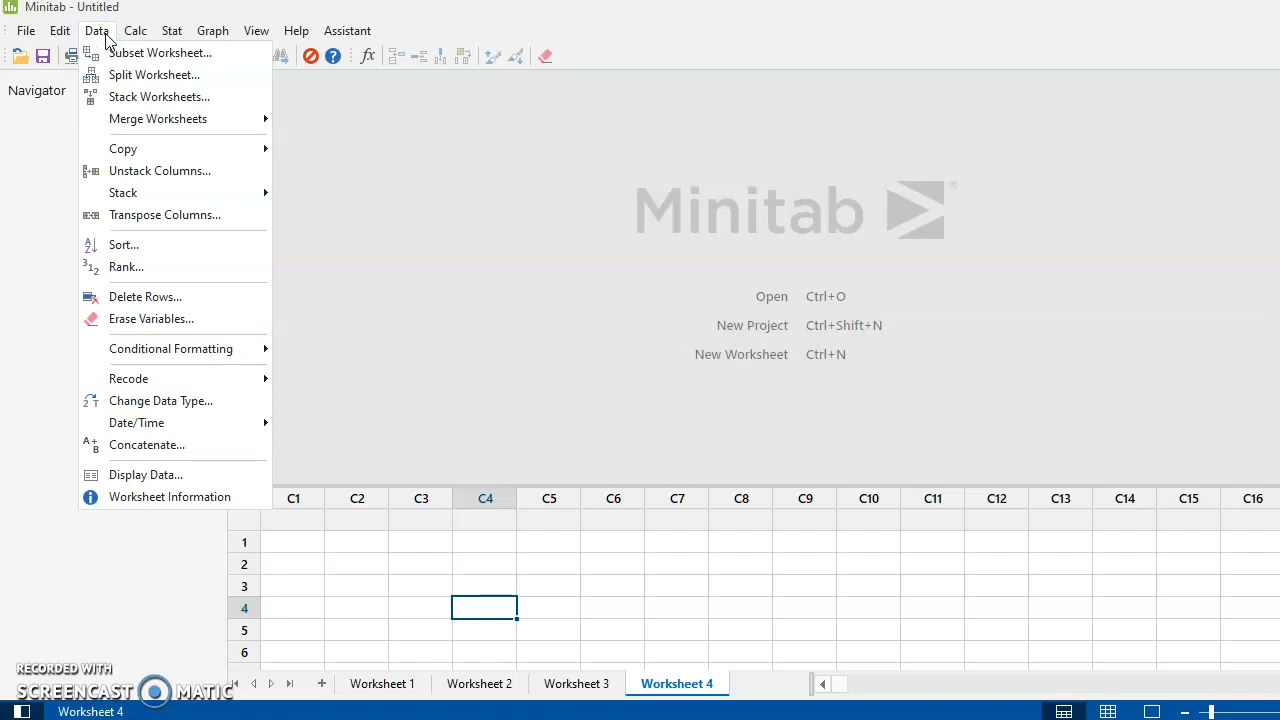 Minitab - Untitled
File Edit Data Calc Stat Graph View Help Assistant
fx
Navigator
Subset Worksheet...
Split Worksheet...
Stack Worksheets...
Merge Worksheets
Copy
Unstack Columns...
Stack
Transpose Columns...
Sort...
Rank...
Delete Rows...
Erase Variables...
Conditional Formatting
Recode
Change Data Type...
Date/Time
Concatenate...
Display Data...
Worksheet Information
Minitab ®
Open Ctrl+O
New Project Ctrl+Shift+N
New Worksheet Ctrl+N
C1 C2 C3 C4 C5 C6 C7 C8 C9 C10 C11 C12 C13 C14 C15 C16
1
2
3
4
5
6
Worksheet 1 Worksheet 2 Worksheet 3 Worksheet 4
RECORDED WITH
SCREENCAST MATIC
Worksheet 4